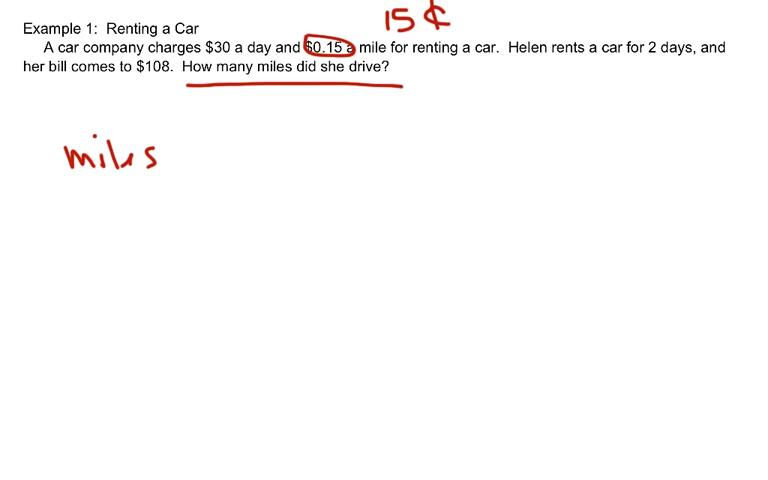 15 ¢
Example 1: Renting a Car
A car company charges $30 a day and $0.15 a mile for renting a car. Helen rents a car for 2 days, and
her bill comes to $108. How many miles did she drive?
miles